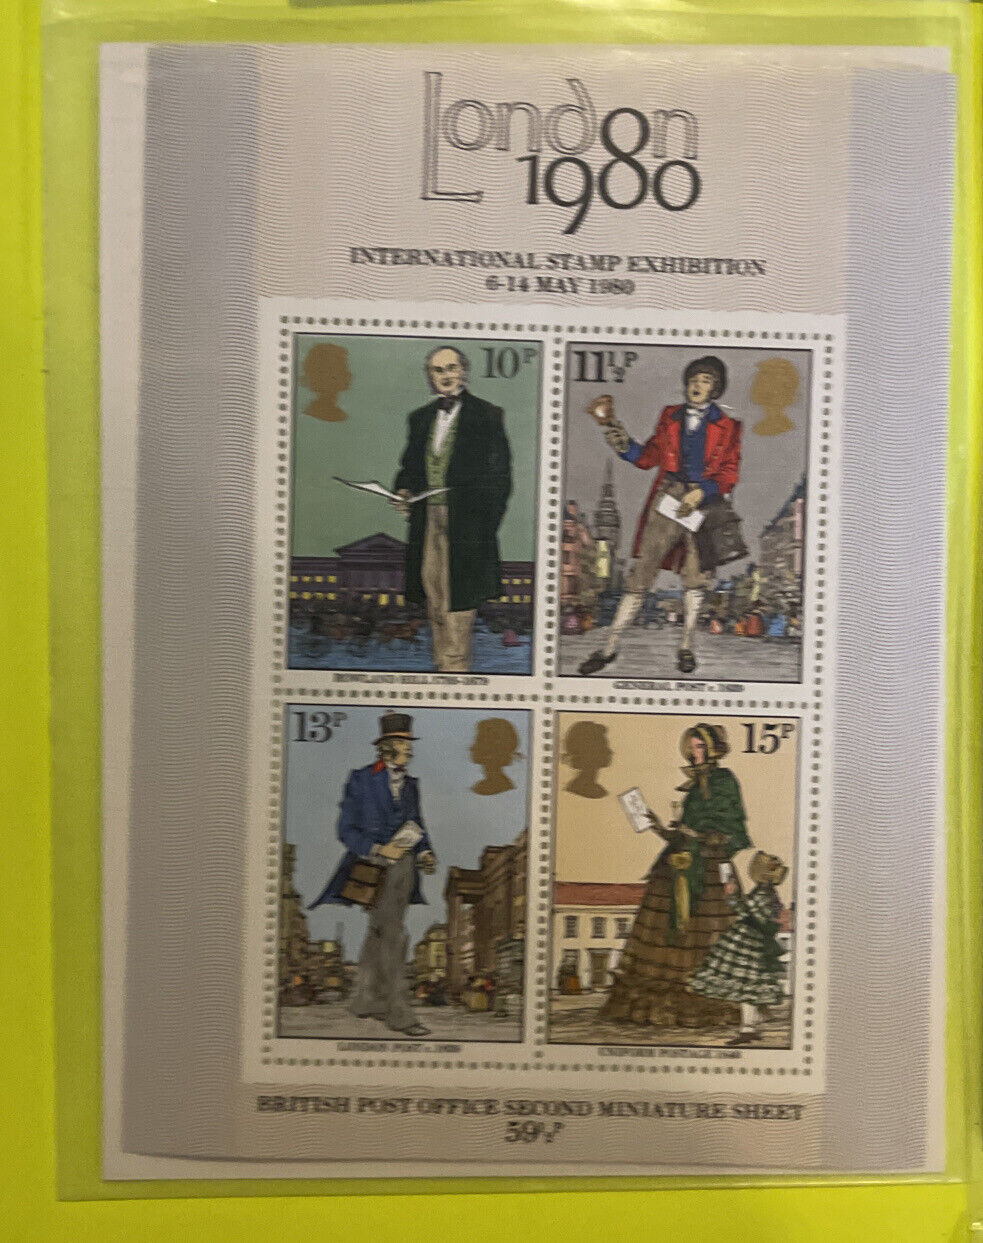 London
1980
INTERNATIONAL STAMP EXHIBITION
6-14 MAY 1980
10P
11½P
ROWLAND HILL 1795-1879
GENERAL POST c. 1839
13P
15P
LONDON POST c. 1839
UNIFORM POSTAGE 1840
BRITISH POST OFFICE SECOND MINIATURE SHEET
59½P